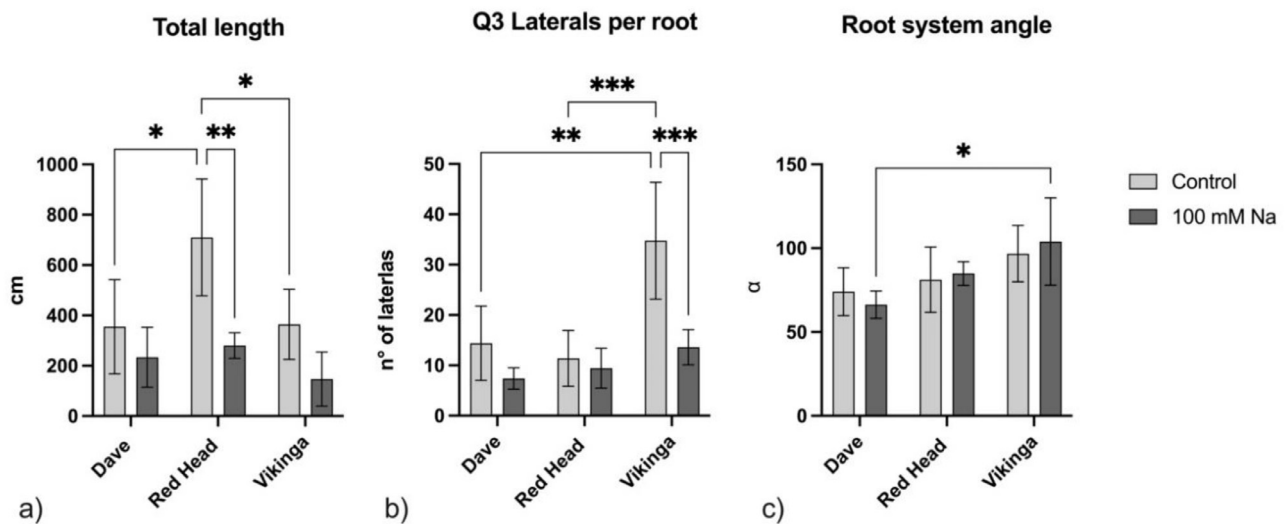 Total length
*
*
**
1000
800
600
400
200
0
cm
Dave
Red Head
Vikinga
a)
Q3 Laterals per root
***
**
***
50
40
30
20
10
0
n° of laterlas
Dave
Red Head
Vikinga
b)
Root system angle
*
150
100
50
0
α
Dave
Red Head
Vikinga
c)
Control
100 mM Na